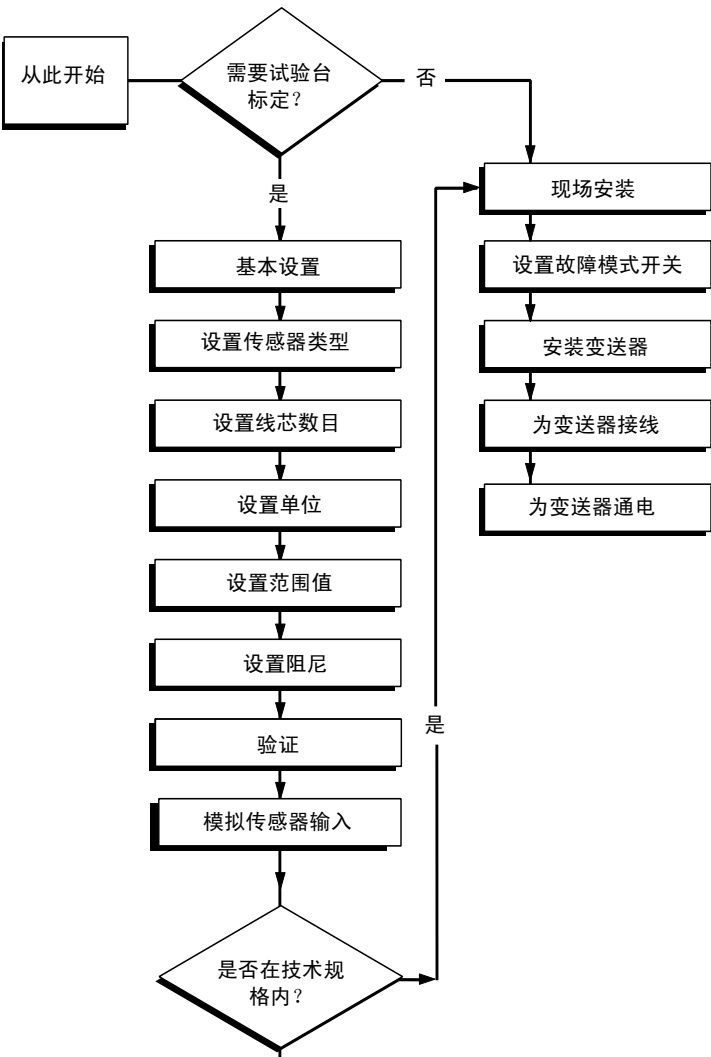 从此开始
需要试验台
标定？
否
是
基本设置
设置传感器类型
设置线芯数目
设置单位
设置范围值
设置阻尼
验证
模拟传感器输入
是否在技术规
格内？
是
现场安装
设置故障模式开关
安装变送器
为变送器接线
为变送器通电